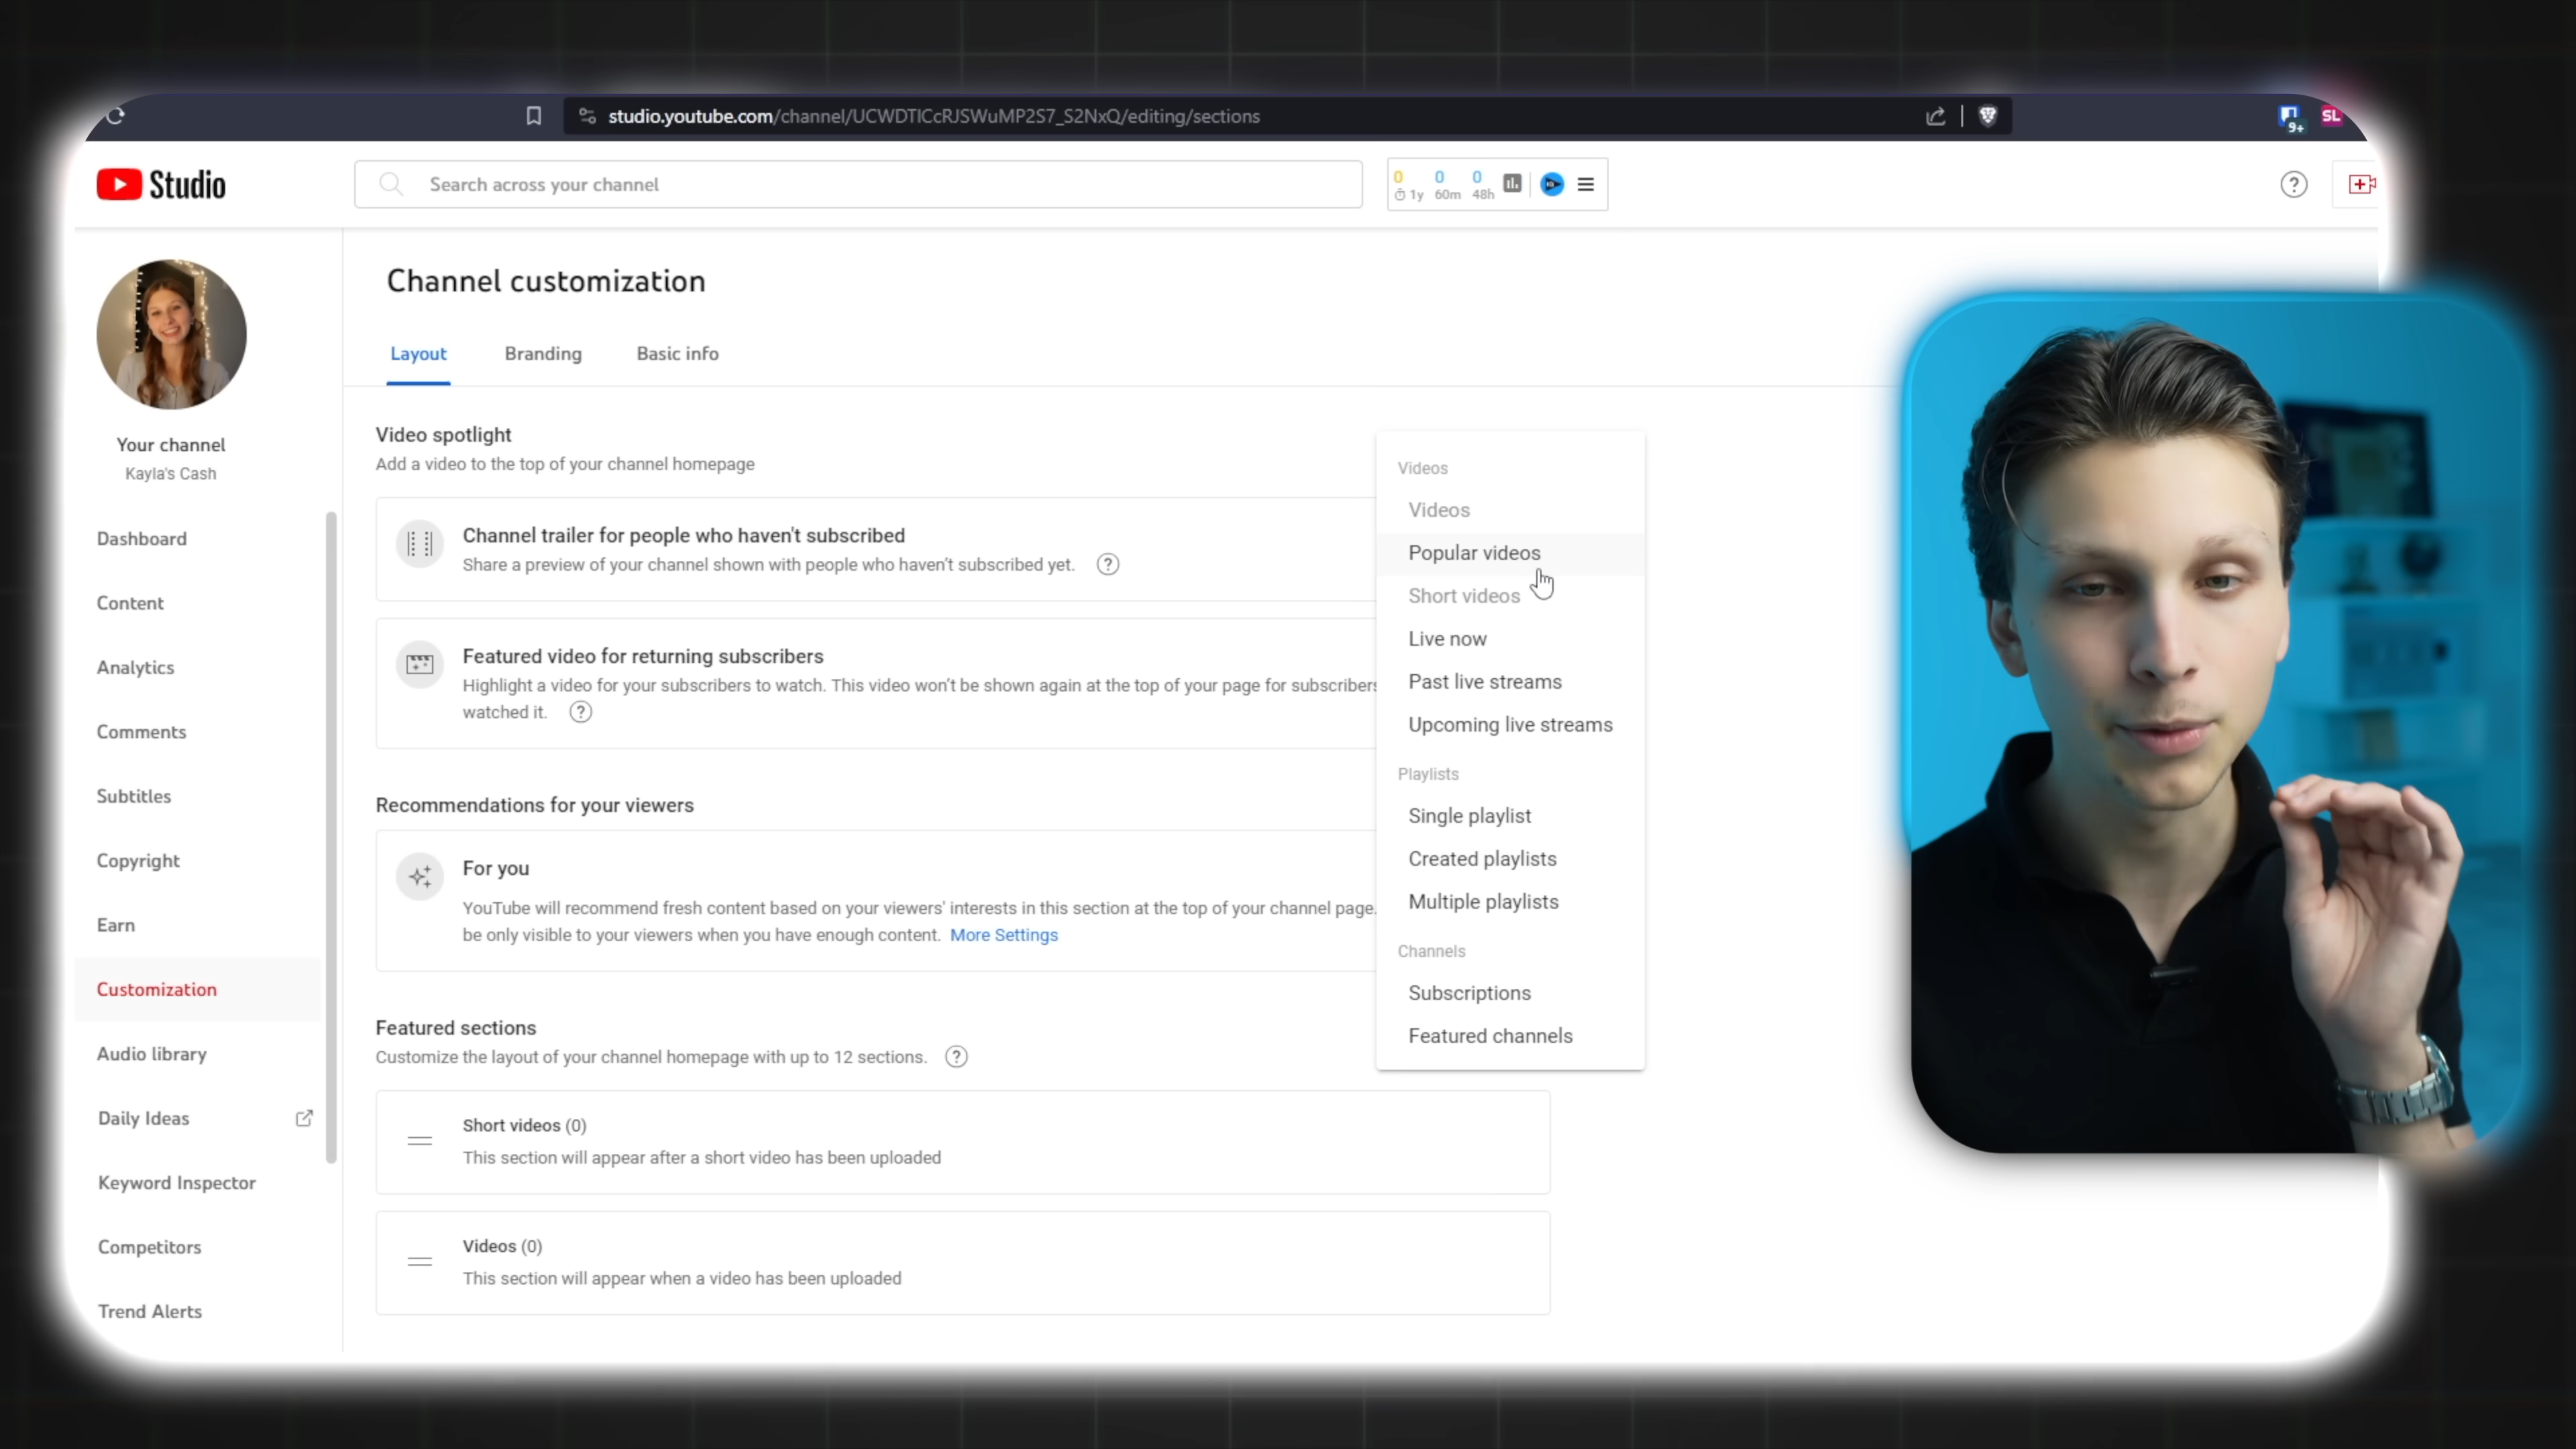 studio.youtube.com/channel/UCWDTlCcRJSWuMP2S7_S2NxQ/editing/sections
9+
SL
Studio
Search across your channel
0 0 0
1y 60m 48h
Channel customization
Layout Branding Basic info
Your channel
Kayla's Cash
Dashboard
Content
Analytics
Comments
Subtitles
Copyright
Earn
Customization
Audio library
Daily Ideas
Keyword Inspector
Competitors
Trend Alerts
Video spotlight
Add a video to the top of your channel homepage
Channel trailer for people who haven't subscribed
Share a preview of your channel shown with people who haven't subscribed yet.
Featured video for returning subscribers
Highlight a video for your subscribers to watch. This video won't be shown again at the top of your page for subscribers
watched it.
Recommendations for your viewers
For you
YouTube will recommend fresh content based on your viewers' interests in this section at the top of your channel page.
be only visible to your viewers when you have enough content. More Settings
Featured sections
Customize the layout of your channel homepage with up to 12 sections.
Short videos (0)
This section will appear after a short video has been uploaded
Videos (0)
This section will appear when a video has been uploaded
Videos
Videos
Popular videos
Short videos
Live now
Past live streams
Upcoming live streams
Playlists
Single playlist
Created playlists
Multiple playlists
Channels
Subscriptions
Featured channels